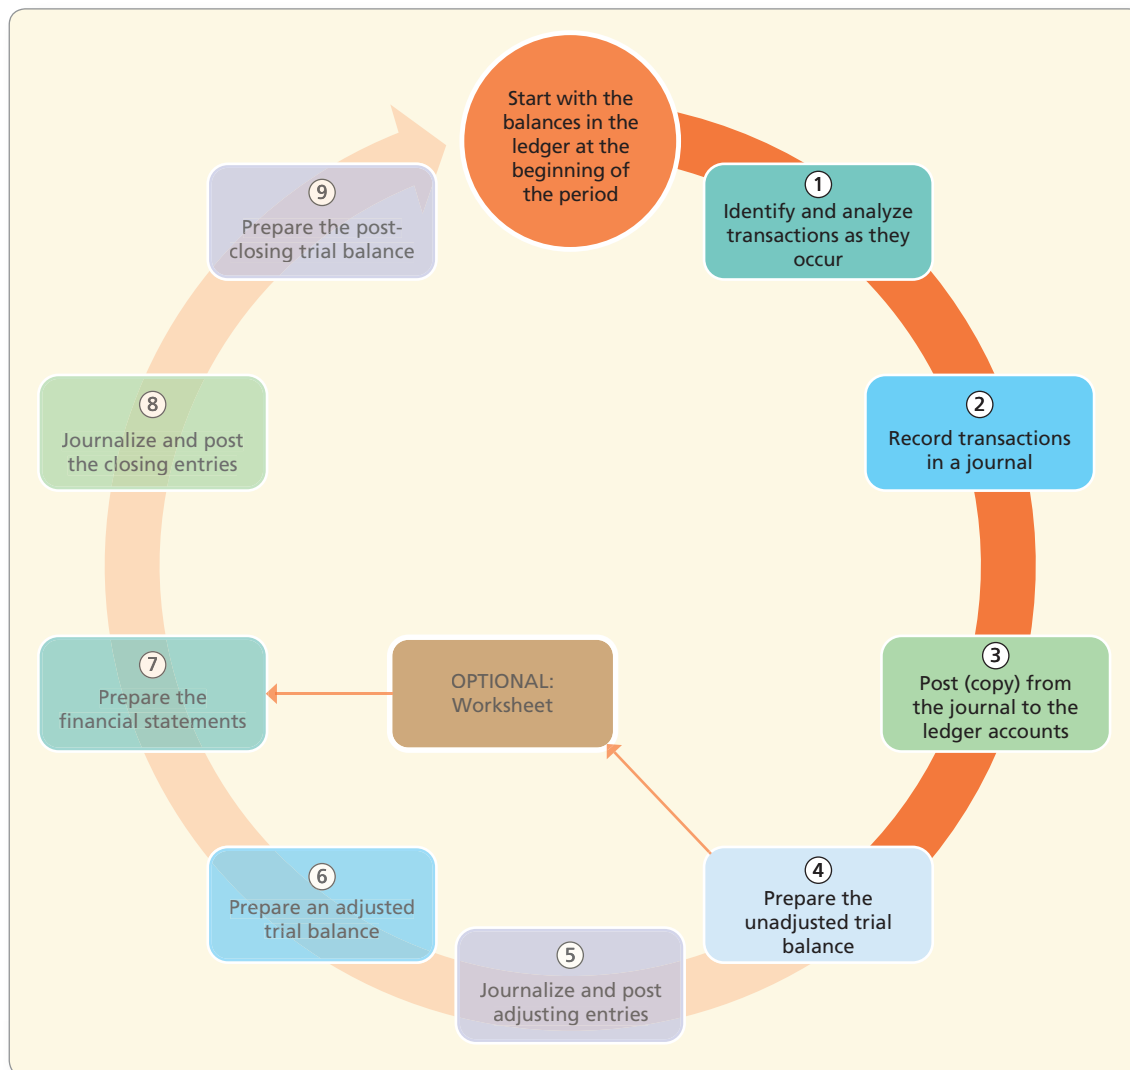 Start with the
balances in the
ledger at the
beginning of
the period
1
Identify and analyze
transactions as they
occur
2
Record transactions
in a journal
3
Post (copy) from
the journal to the
ledger accounts
4
Prepare the
unadjusted trial
balance
5
Journalize and post
adjusting entries
6
Prepare an adjusted
trial balance
7
Prepare the
financial statements
8
Journalize and post
the closing entries
9
Prepare the post-
closing trial balance
OPTIONAL:
Worksheet